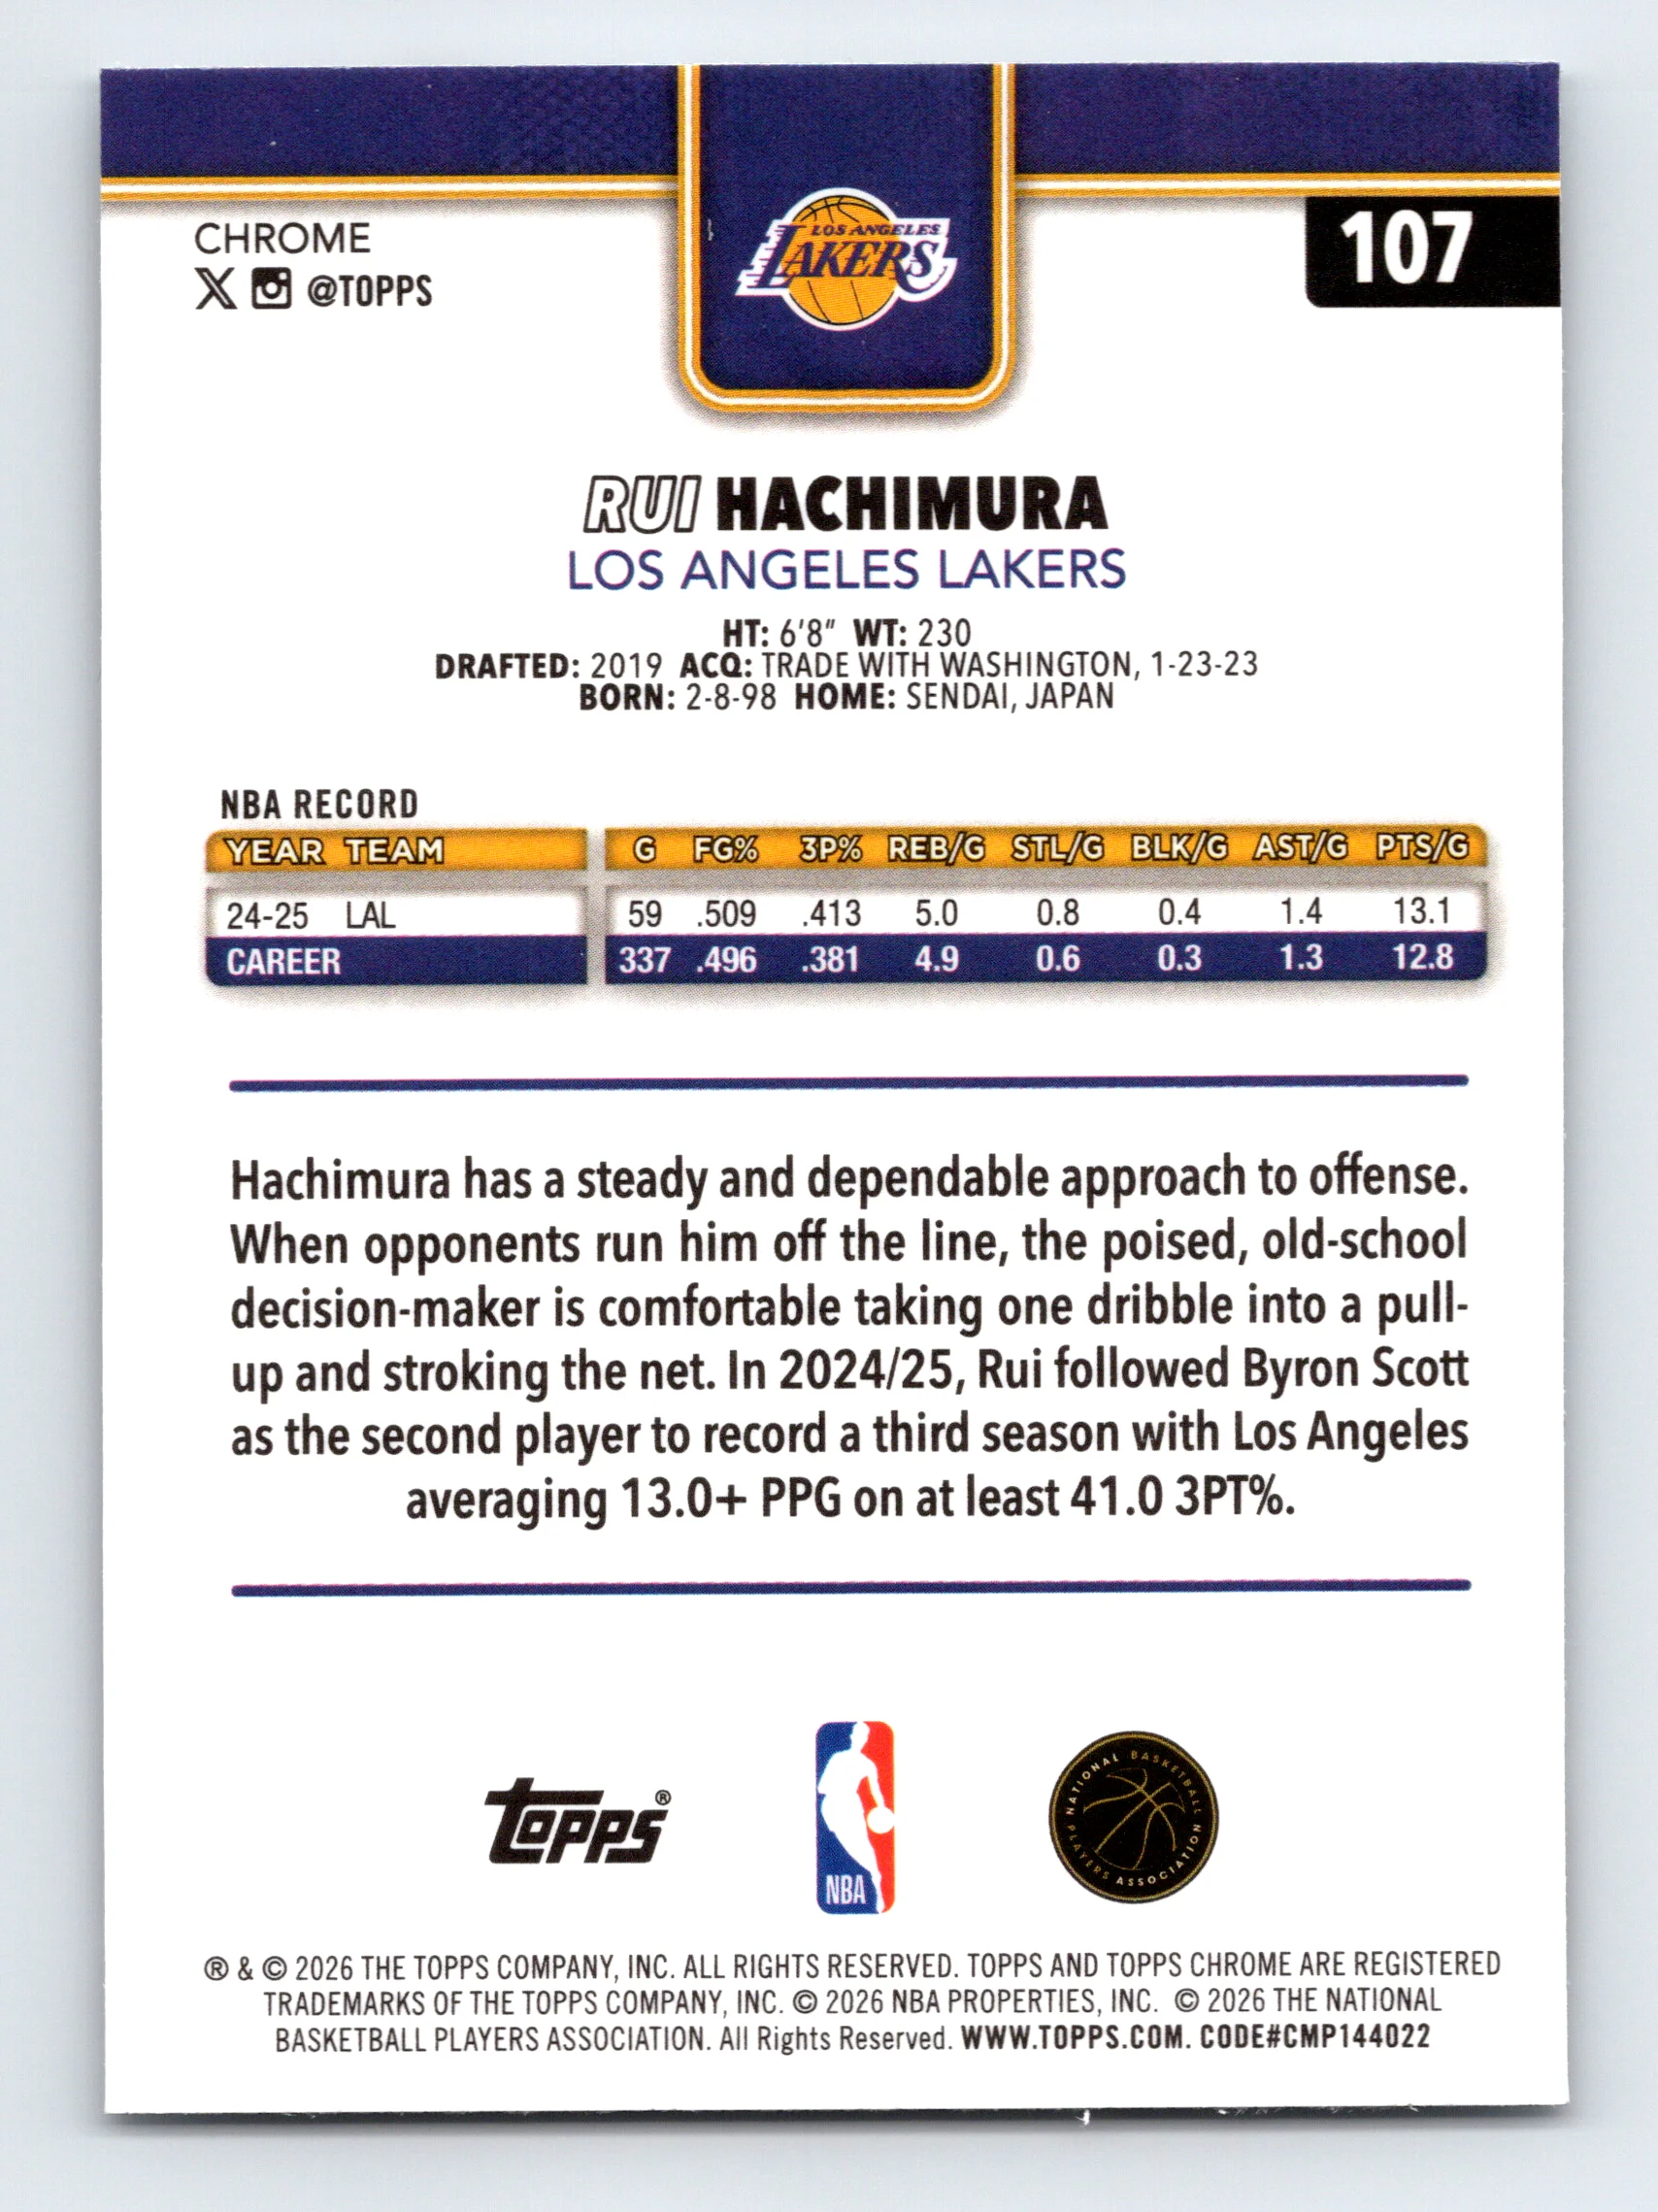 CHROME
X @TOPPS
LOS ANGELES
LAKERS
107
RUI HACHIMURA
LOS ANGELES LAKERS
HT: 6'8" WT: 230
DRAFTED: 2019 ACQ: TRADE WITH WASHINGTON, 1-23-23
BORN: 2-8-98 HOME: SENDAI, JAPAN
NBA RECORD
YEAR TEAM G FG% 3P% REB/G STL/G BLK/G AST/G PTS/G
24-25 LAL 59 .509 .413 5.0 0.8 0.4 1.4 13.1
CAREER 337 .496 .381 4.9 0.6 0.3 1.3 12.8
Hachimura has a steady and dependable approach to offense.
When opponents run him off the line, the poised, old-school
decision-maker is comfortable taking one dribble into a pull-
up and stroking the net. In 2024/25, Rui followed Byron Scott
as the second player to record a third season with Los Angeles
averaging 13.0+ PPG on at least 41.0 3PT%.
topps®
NBA
NATIONAL BASKETBALL PLAYERS ASSOCIATION
® & © 2026 THE TOPPS COMPANY, INC. ALL RIGHTS RESERVED. TOPPS AND TOPPS CHROME ARE REGISTERED
TRADEMARKS OF THE TOPPS COMPANY, INC. © 2026 NBA PROPERTIES, INC. © 2026 THE NATIONAL
BASKETBALL PLAYERS ASSOCIATION. All Rights Reserved. WWW.TOPPS.COM. CODE#CMP144022